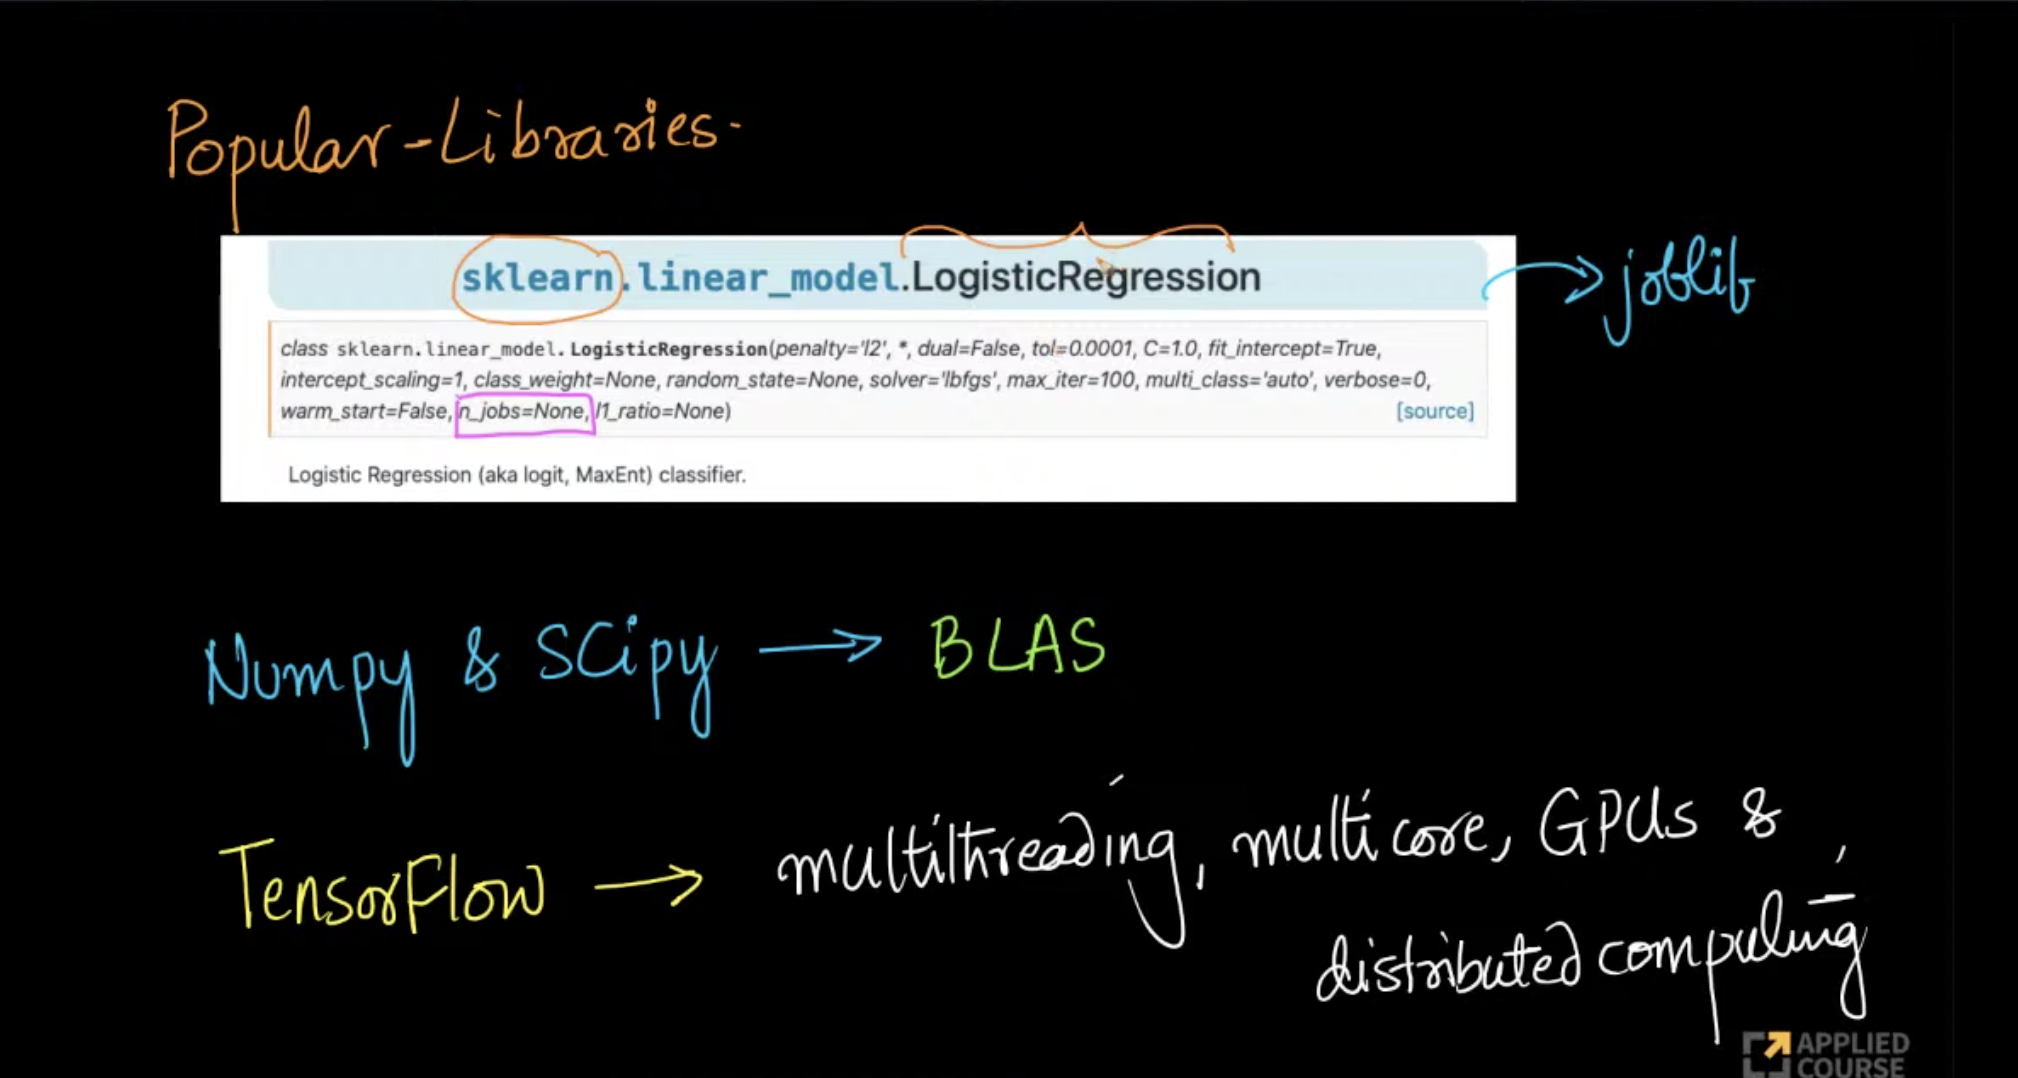 Popular-Libraries.
sklearn.linear_model.LogisticRegression
joblib
class sklearn.linear_model.LogisticRegression(penalty='l2', *, dual=False, tol=0.0001, C=1.0, fit_intercept=True,
intercept_scaling=1, class_weight=None, random_state=None, solver='lbfgs', max_iter=100, multi_class='auto', verbose=0,
warm_start=False, n_jobs=None, l1_ratio=None)
[source]
Logistic Regression (aka logit, MaxEnt) classifier.
Numpy & SCipy → BLAS
TensorFlow → multithreading, multicore, GPUs &
distributed computing
APPLIED
COURSE